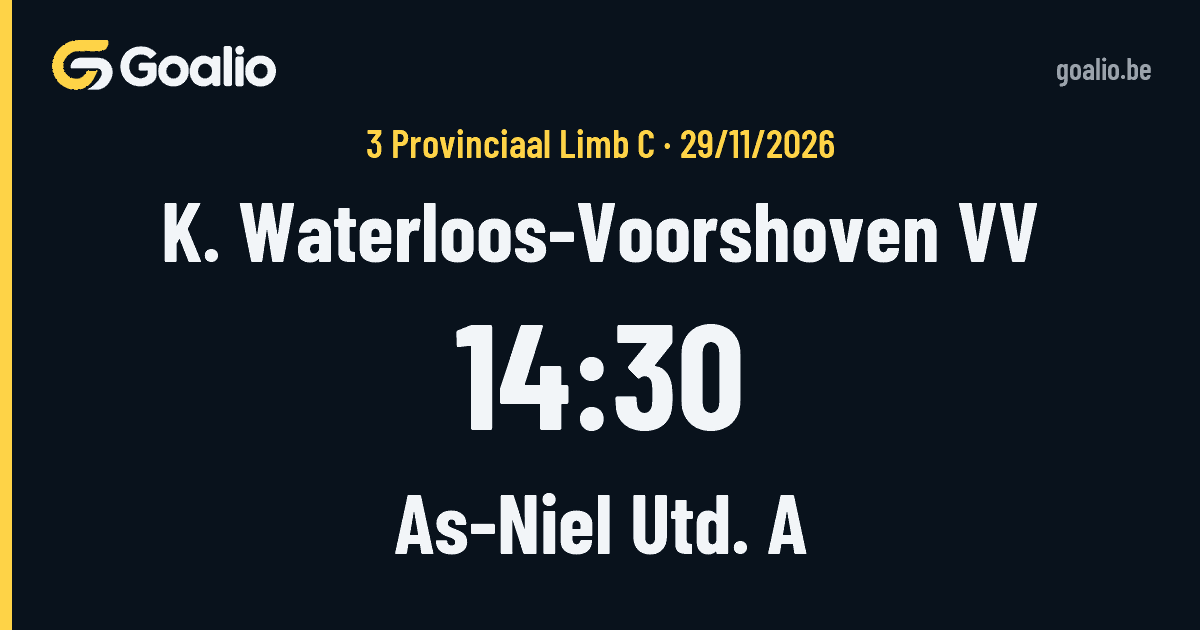 Goalio
goalio.be
3 Provinciaal Limb C · 29/11/2026
K. Waterloos-Voorshoven VV
14:30
As-Niel Utd. A